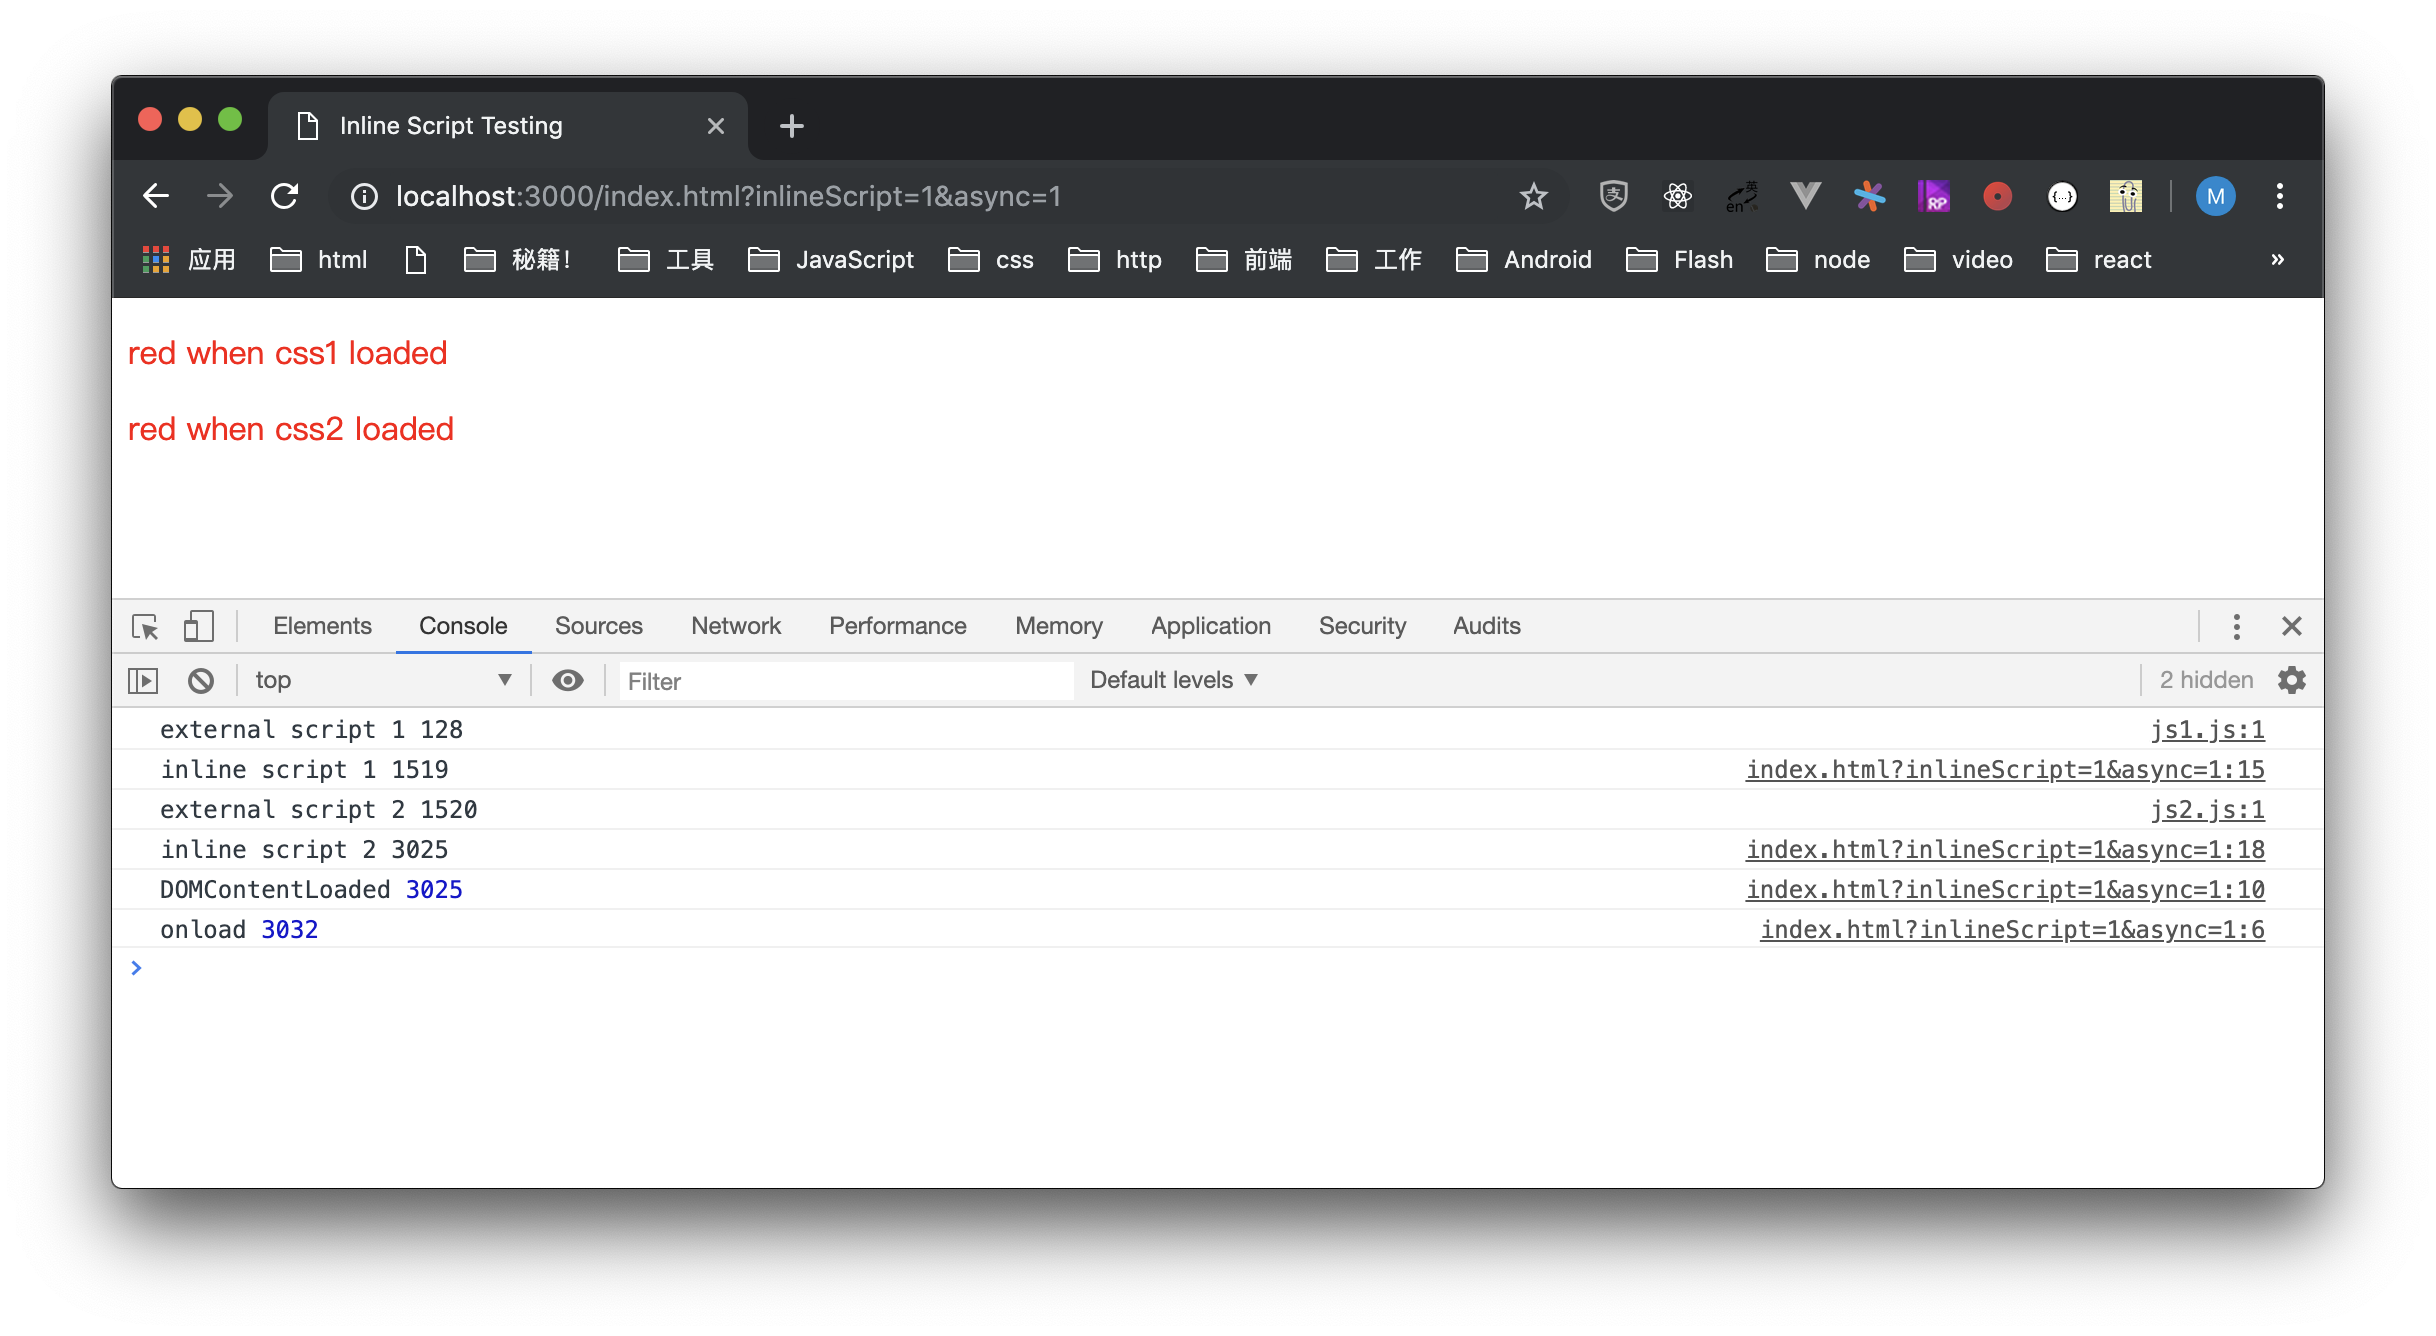 Inline Script Testing
localhost:3000/index.html?inlineScript=1&async=1
英 en RP {...} M
应用 html 秘籍! 工具 JavaScript css http 前端 工作 Android Flash node video react »
red when css1 loaded
red when css2 loaded
Elements Console Sources Network Performance Memory Application Security Audits
top Filter Default levels 2 hidden
external script 1 128 js1.js:1
inline script 1 1519 index.html?inlineScript=1&async=1:15
external script 2 1520 js2.js:1
inline script 2 3025 index.html?inlineScript=1&async=1:18
DOMContentLoaded 3025 index.html?inlineScript=1&async=1:10
onload 3032 index.html?inlineScript=1&async=1:6